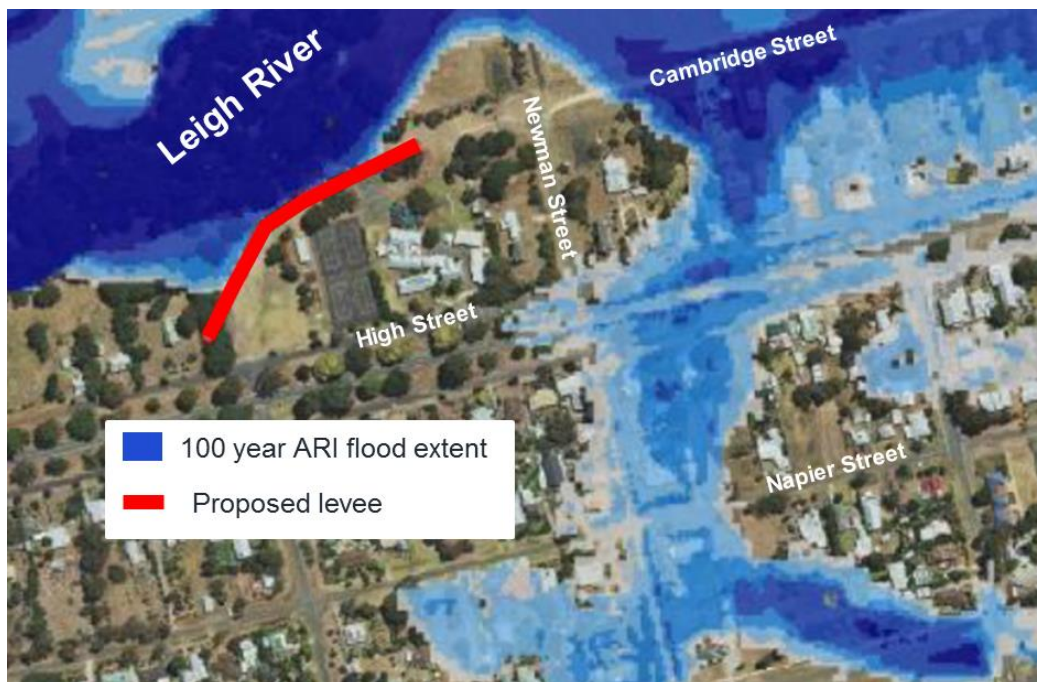 Leigh River
Cambridge Street
Newman Street
High Street
Napier Street
100 year ARI flood extent
Proposed levee